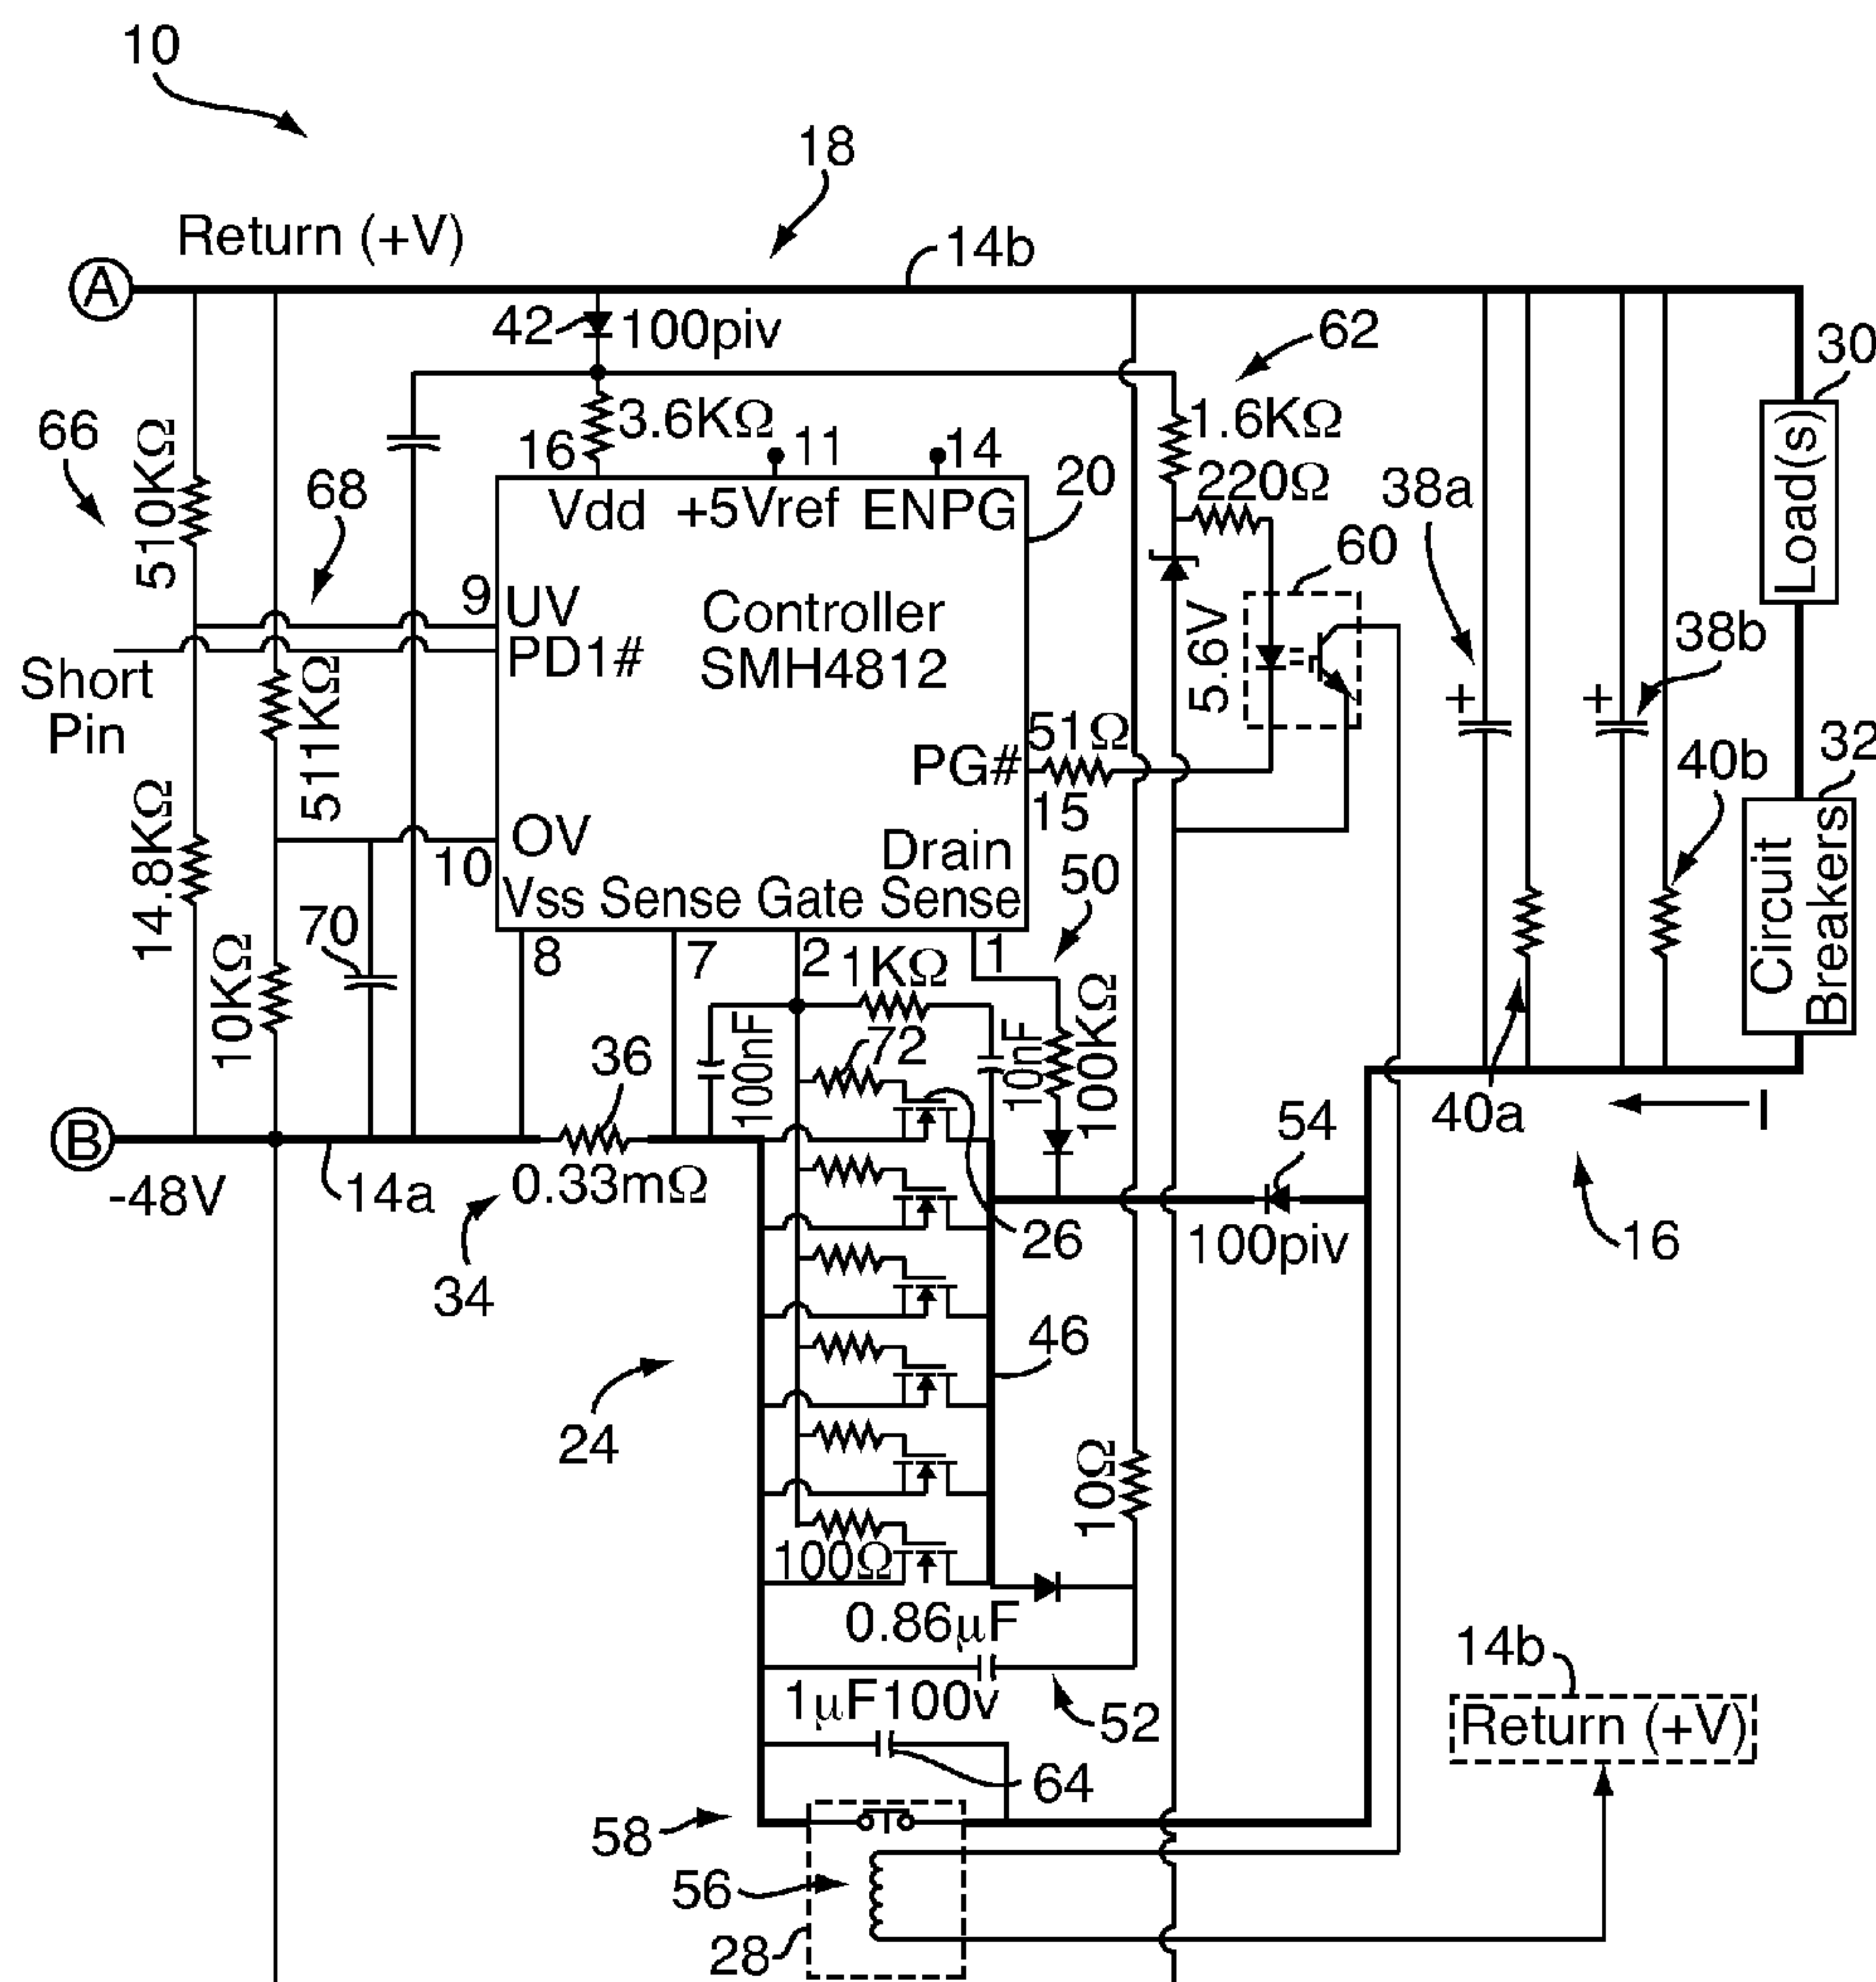 10
18
Return (+V)
14b
A
42
100piv
62
30
Load(s)
66
510KΩ
3.6KΩ
1.6KΩ
16
11
14
220Ω
20
38a
68
Vdd
+5Vref
ENPG
60
9
UV
Controller
SMH4812
PD1#
5.6V
38b
Short
Pin
511KΩ
51Ω
PG#
15
40b
32
Circuit
Breakers
14.8KΩ
OV
10
Drain
Sense
50
Vss
Sense
Gate
70
8
7
2
1
1KΩ
10KΩ
100nF
72
10nF
100KΩ
36
B
-48V
14a
0.33mΩ
34
40a
I
54
26
100piv
16
46
24
10Ω
100Ω
0.86µF
14b
1µF100v
52
Return (+V)
64
58
56
28